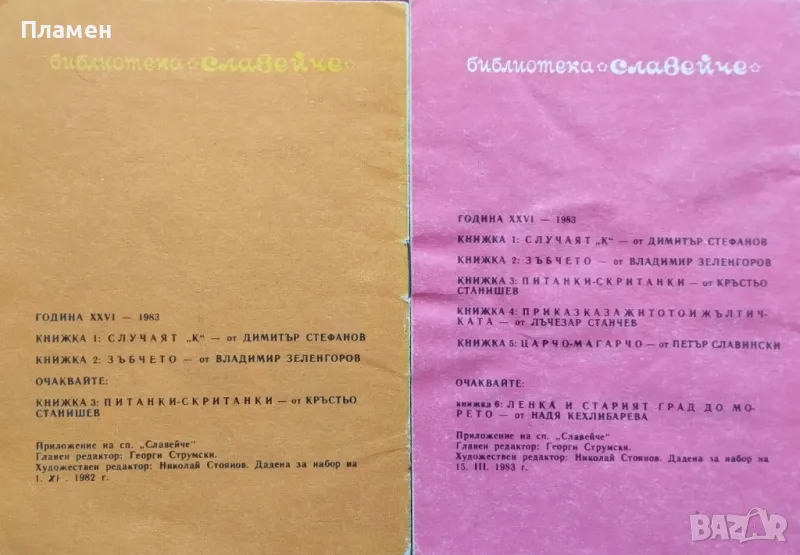 Пламен
библиотека ☆ славейче ☆
ГОДИНА XXVI — 1983
КНИЖКА 1: СЛУЧАЯТ „К“ — от ДИМИТЪР СТЕФАНОВ
КНИЖКА 2: ЗЪБЧЕТО — от ВЛАДИМИР ЗЕЛЕНГОРОВ
ОЧАКВАЙТЕ:
КНИЖКА 3: ПИТАНКИ-СКРИТАНКИ — от КРЪСТЬО
СТАНИШЕВ
Приложение на сп. „Славейче“
Главен редактор: Георги Струмски.
Художествен редактор: Николай Стоянов. Дадена за набор на
1. XI. 1982 г.
библиотека ☆ славейче ☆
ГОДИНА XXVI — 1983
КНИЖКА 1: СЛУЧАЯТ „К“ — от ДИМИТЪР СТЕФАНОВ
КНИЖКА 2: ЗЪБЧЕТО — от ВЛАДИМИР ЗЕЛЕНГОРОВ
КНИЖКА 3: ПИТАНКИ-СКРИТАНКИ — от КРЪСТЬО
СТАНИШЕВ
КНИЖКА 4: ПРИКАЗКА ЗА ЖИТОТО И ЖЪЛТИЧ-
КАТА — от ЛЪЧЕЗАР СТАНЧЕВ
КНИЖКА 5: ЦАРЧО-МАГАРЧО — от ПЕТЪР СЛАВИНСКИ
ОЧАКВАЙТЕ:
книжка 6: ЛЕНКА И СТАРИЯТ ГРАД ДО МО-
РЕТО — от НАДЯ КЕХЛИБАРЕВА
Приложение на сп. „Славейче“
Главен редактор: Георги Струмски.
Художествен редактор: Николай Стоянов. Дадена за набор на
15. III. 1983 г.
BAZAR